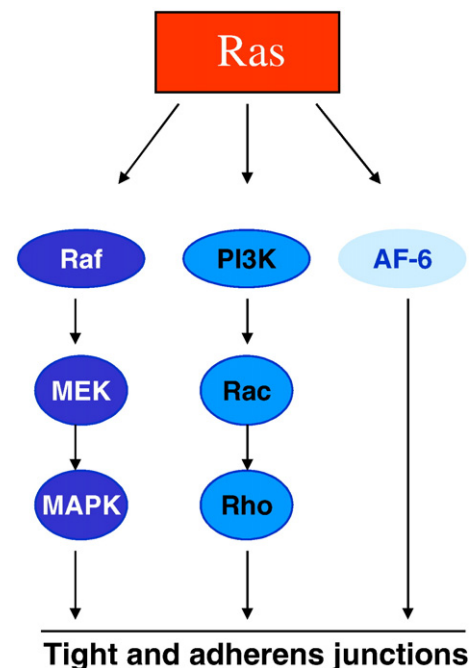 Ras
Raf
PI3K
AF-6
MEK
Rac
MAPK
Rho
Tight and adherens junctions